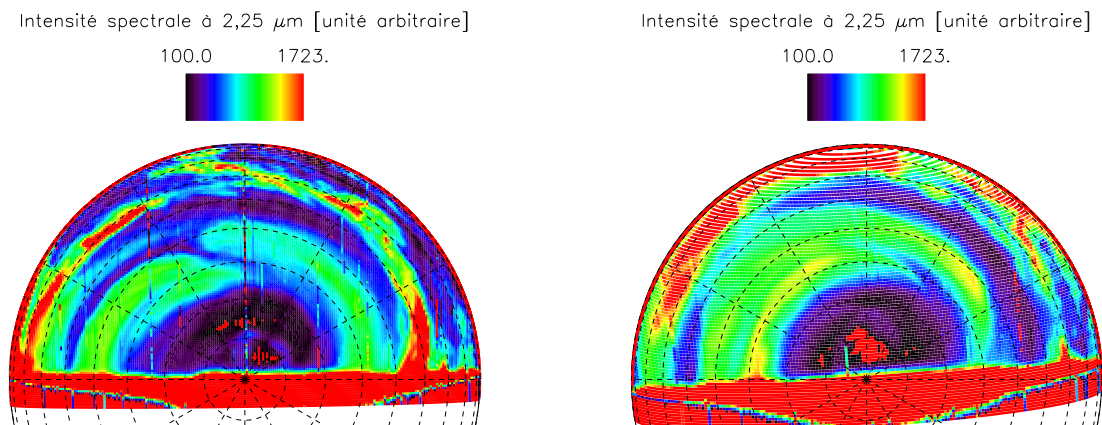 Intensité spectrale à 2,25 μm [unité arbitraire]
100.0 1723.
Intensité spectrale à 2,25 μm [unité arbitraire]
100.0 1723.